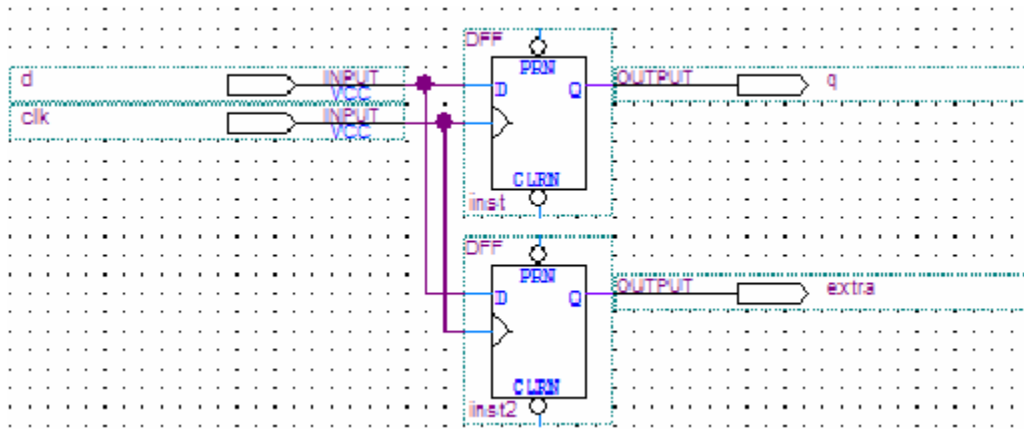 DFF
PRN
d INPUT D Q OUTPUT q
VCC
clk INPUT
VCC
CLRN
inst
DFF
PRN
D Q OUTPUT extra
CLRN
inst2